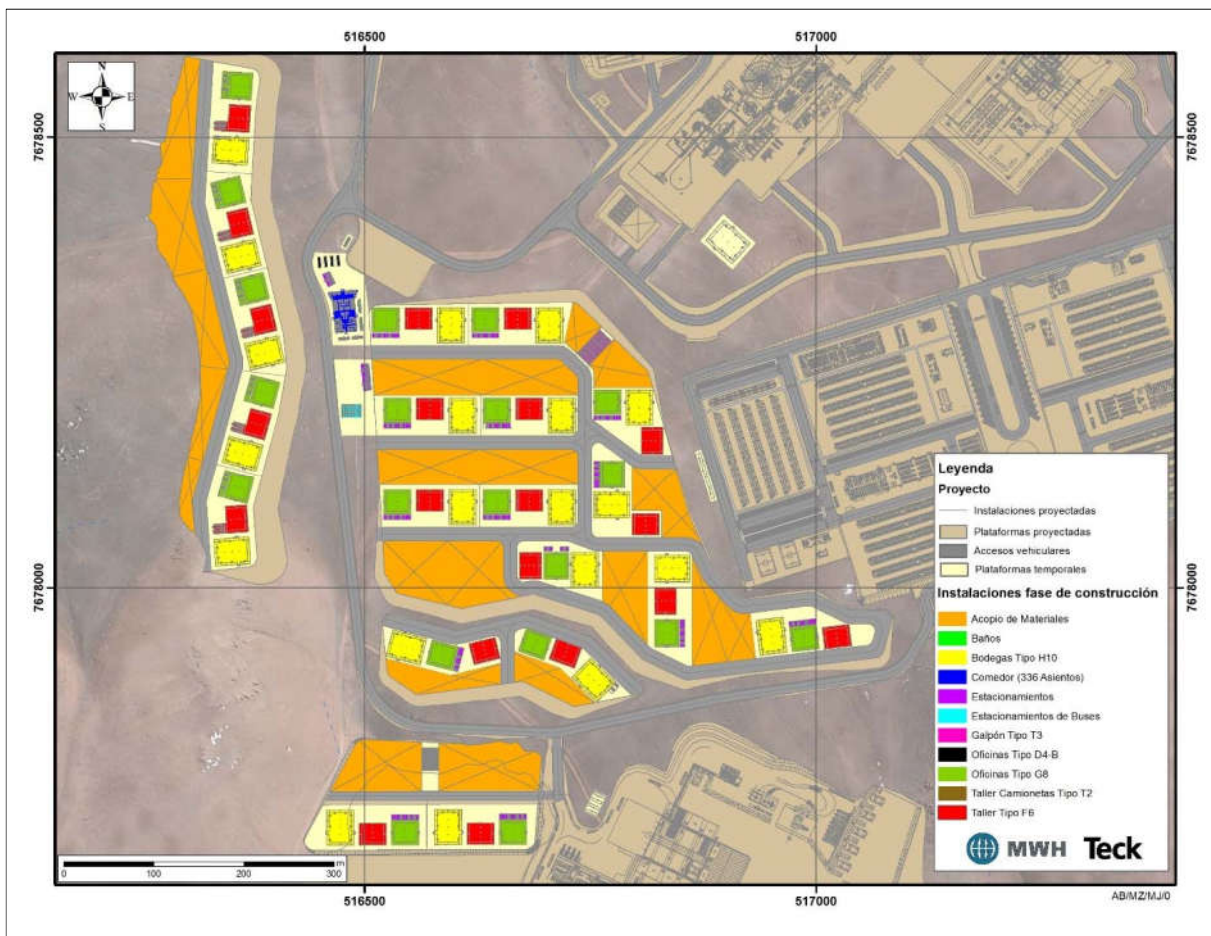 516500
517000
N
W
E
S
7678500
7678500
7678000
7678000
Leyenda
Proyecto
Instalaciones proyectadas
Plataformas proyectadas
Accesos vehiculares
Plataformas temporales
Instalaciones fase de construcción
Acopio de Materiales
Baños
Bodegas Tipo H10
Comedor (336 Asientos)
Estacionamientos
Estacionamientos de Buses
Galpón Tipo T3
Oficinas Tipo D4-B
Oficinas Tipo G8
Taller Camionetas Tipo T2
Taller Tipo F6
MWH Teck
m
0 100 200 300
516500
517000
AB/MZ/MJ/0